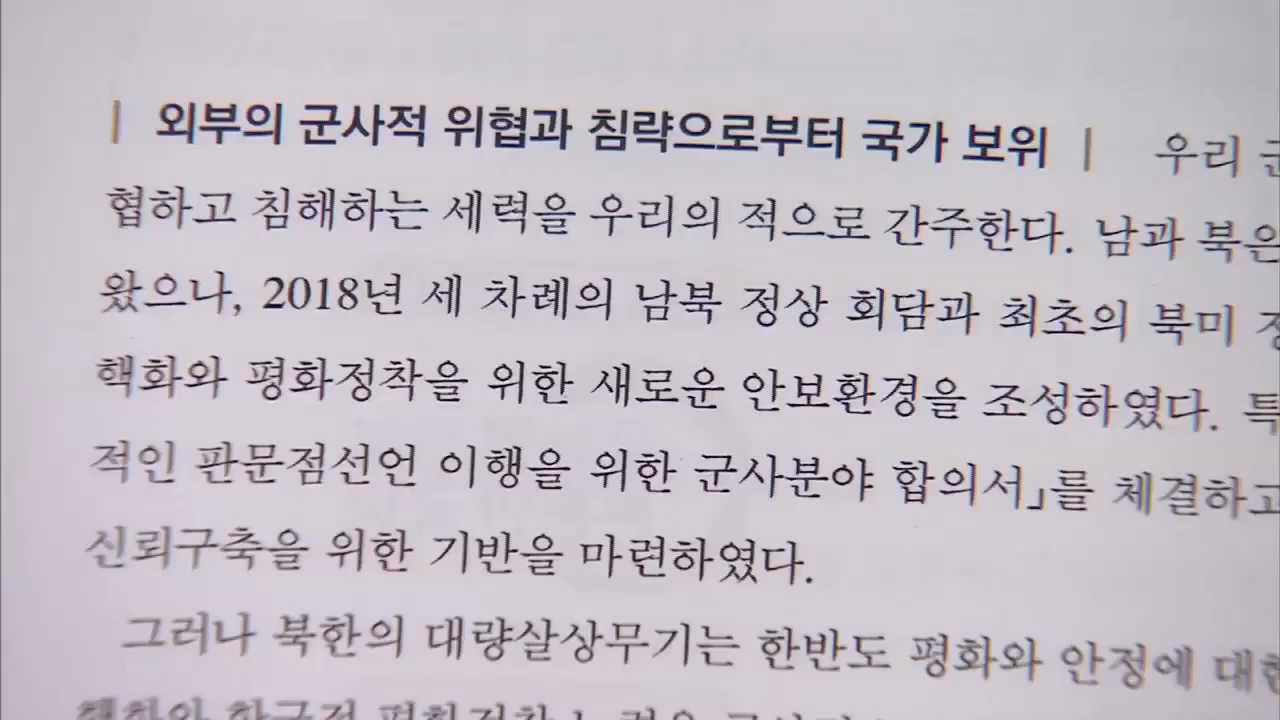 | 외부의 군사적 위협과 침략으로부터 국가 보위 | 우리
협하고 침해하는 세력을 우리의 적으로 간주한다. 남과 북은
왔으나, 2018년 세 차례의 남북 정상 회담과 최초의 북미
핵화와 평화정착을 위한 새로운 안보환경을 조성하였다. 특
적인 판문점선언 이행을 위한 군사분야 합의서」를 체결하고
신뢰구축을 위한 기반을 마련하였다.
그러나 북한의 대량살상무기는 한반도 평화와 안정에 대한